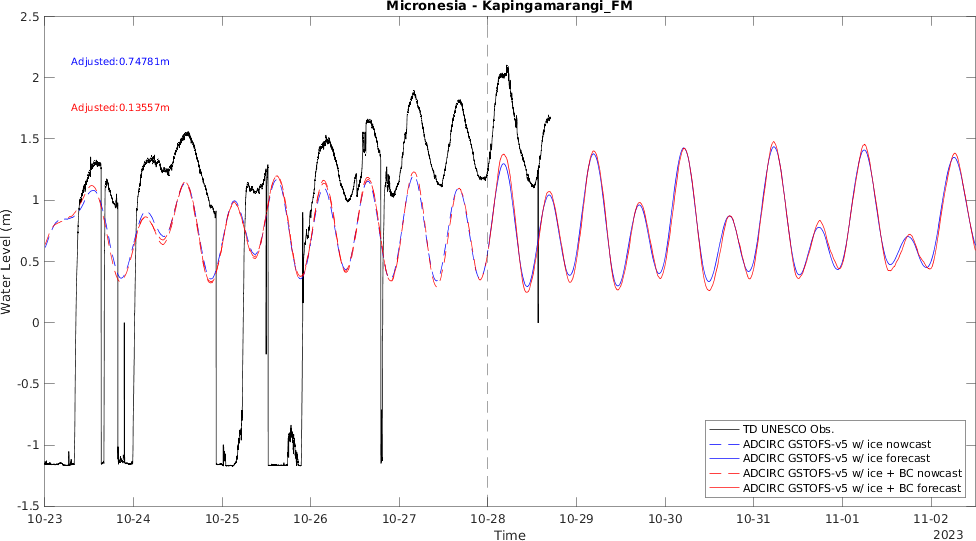 Micronesia - Kapingamarangi_FM
2.5
2
1.5
1
0.5
0
-0.5
-1
-1.5
Water Level (m)
Adjusted:0.74781m
Adjusted:0.13557m
TD UNESCO Obs.
ADCIRC GSTOFS-v5 w/ ice nowcast
ADCIRC GSTOFS-v5 w/ ice forecast
ADCIRC GSTOFS-v5 w/ ice + BC nowcast
ADCIRC GSTOFS-v5 w/ ice + BC forecast
10-23 10-24 10-25 10-26 10-27 10-28 10-29 10-30 10-31 11-01 11-02
Time
2023